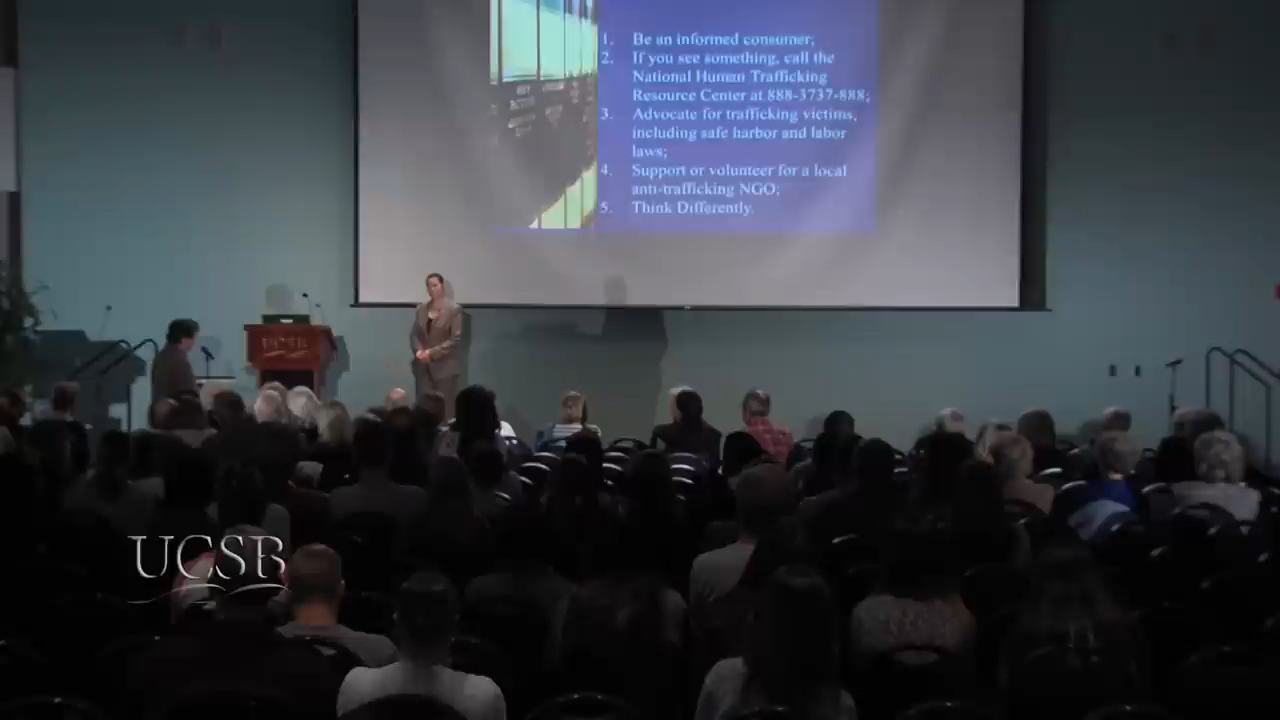 1. Be an informed consumer;
2. If you see something, call the
National Human Trafficking
Resource Center at 888-3737-888;
3. Advocate for trafficking victims,
including safe harbor and labor
laws;
4. Support or volunteer for a local
anti-trafficking NGO;
5. Think Differently.
UCSB
UCSB